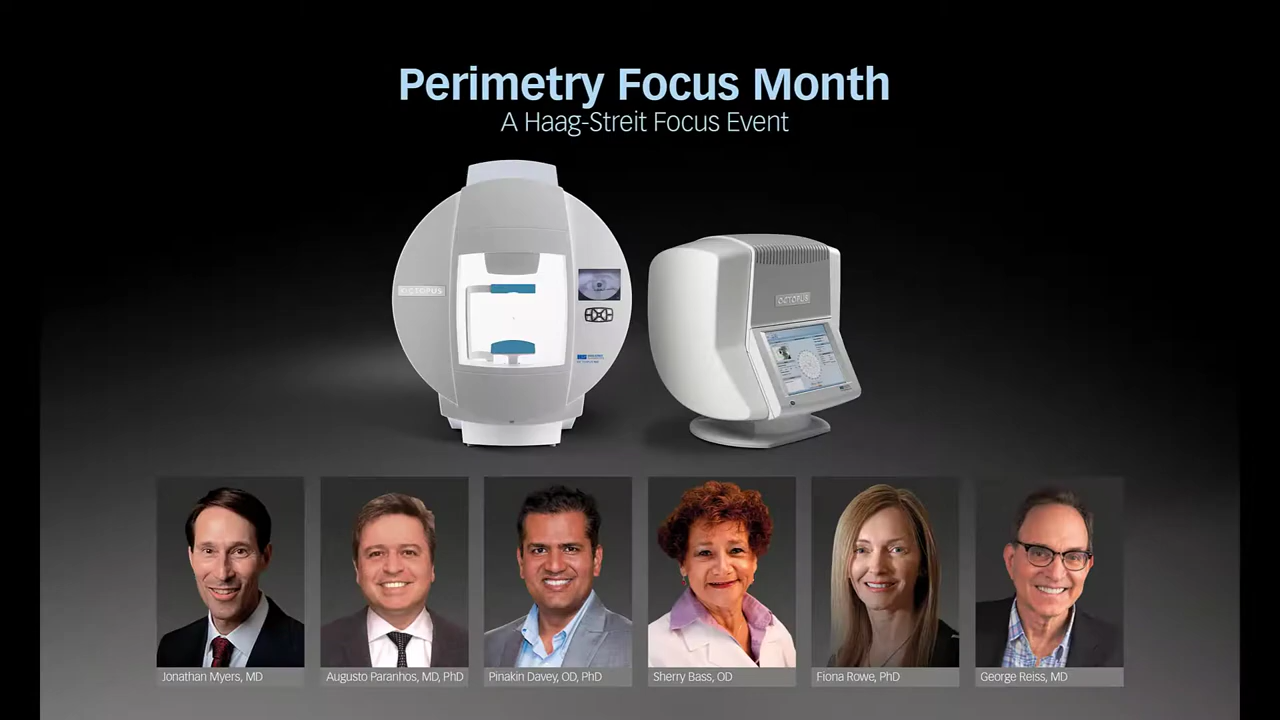 Perimetry Focus Month
A Haag-Streit Focus Event
OCTOPUS
OCTOPUS
Jonathan Myers, MD
Augusto Paranhos, MD, PhD
Pinakin Davey, OD, PhD
Sherry Bass, OD
Fiona Rowe, PhD
George Reiss, MD